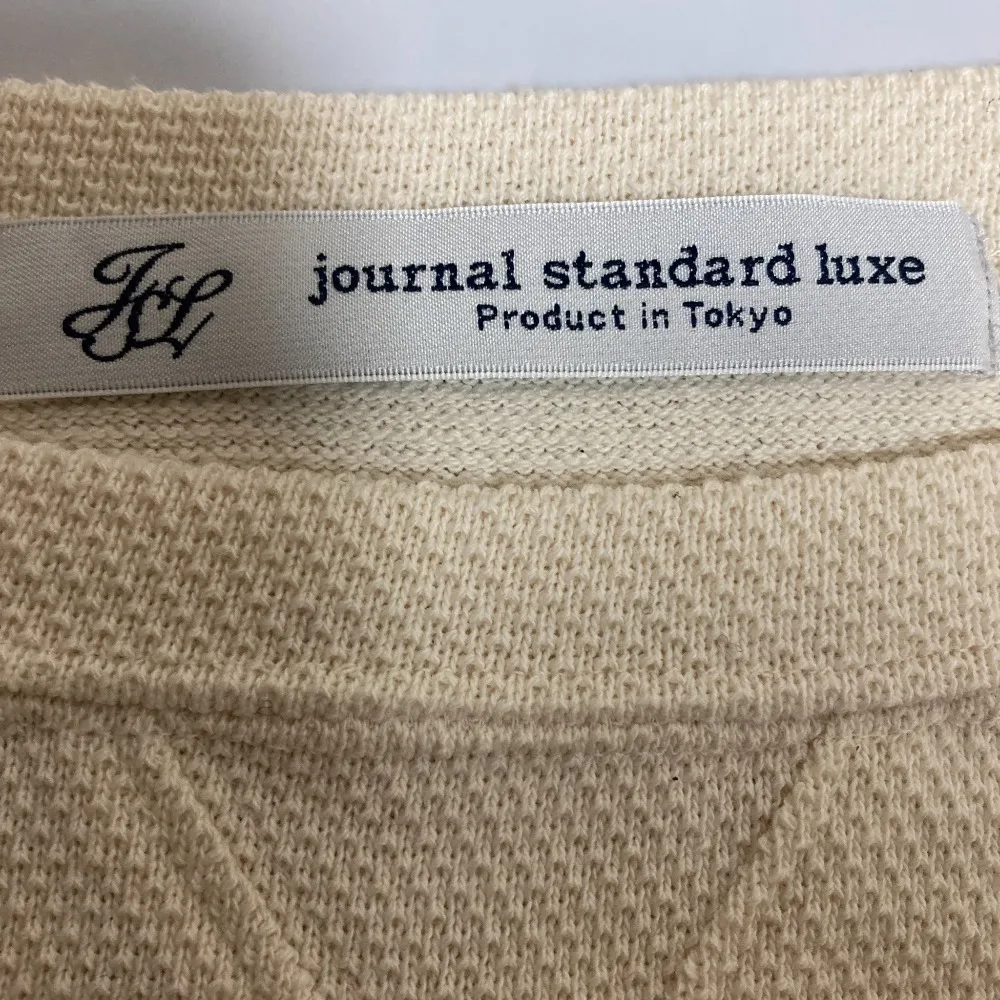 JSL
journal standard luxe
Product in Tokyo